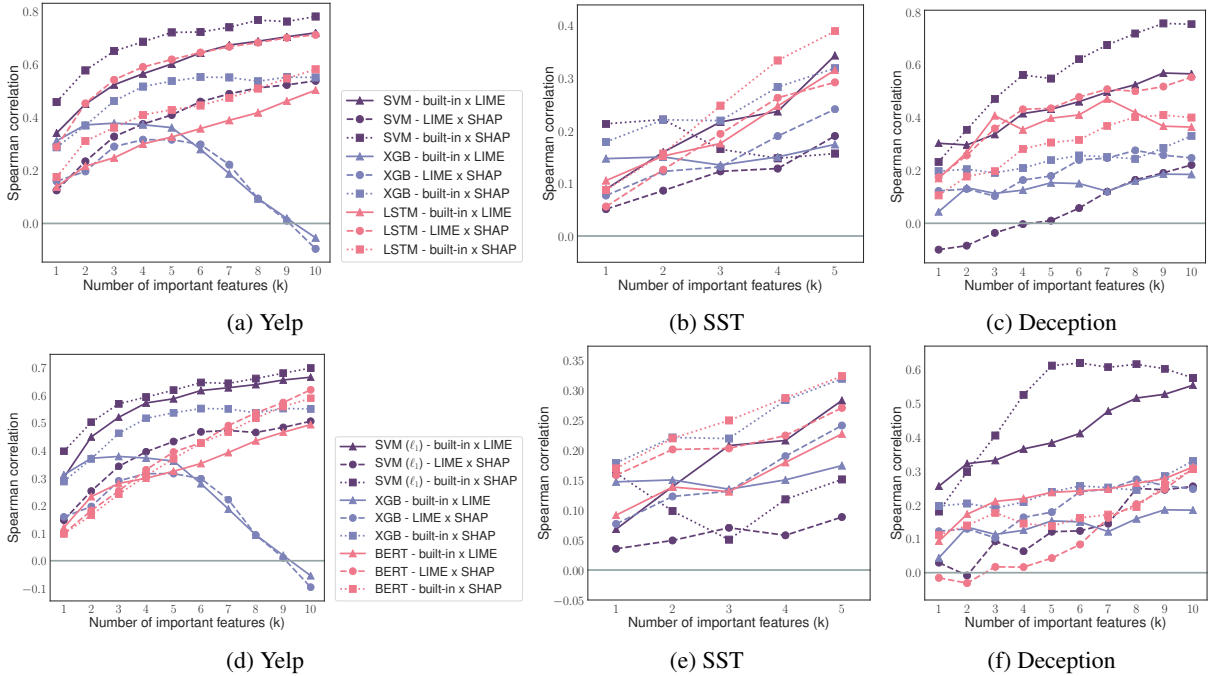 0.8
0.6
0.4
0.2
0.0
Spearman correlation
1 2 3 4 5 6 7 8 9 10
Number of important features (k)
(a) Yelp
SVM - built-in x LIME
SVM - LIME x SHAP
SVM - built-in x SHAP
XGB - built-in x LIME
XGB - LIME x SHAP
XGB - built-in x SHAP
LSTM - built-in x LIME
LSTM - LIME x SHAP
LSTM - built-in x SHAP
0.4
0.3
0.2
0.1
0.0
Spearman correlation
1 2 3 4 5
Number of important features (k)
(b) SST
0.8
0.6
0.4
0.2
0.0
Spearman correlation
1 2 3 4 5 6 7 8 9 10
Number of important features (k)
(c) Deception
0.7
0.6
0.5
0.4
0.3
0.2
0.1
0.0
−0.1
Spearman correlation
1 2 3 4 5 6 7 8 9 10
Number of important features (k)
(d) Yelp
SVM (ℓ₁) - built-in x LIME
SVM (ℓ₁) - LIME x SHAP
SVM (ℓ₁) - built-in x SHAP
XGB - built-in x LIME
XGB - LIME x SHAP
XGB - built-in x SHAP
BERT - built-in x LIME
BERT - LIME x SHAP
BERT - built-in x SHAP
0.35
0.30
0.25
0.20
0.15
0.10
0.05
0.00
−0.05
Spearman correlation
1 2 3 4 5
Number of important features (k)
(e) SST
0.6
0.5
0.4
0.3
0.2
0.1
0.0
Spearman correlation
1 2 3 4 5 6 7 8 9 10
Number of important features (k)
(f) Deception